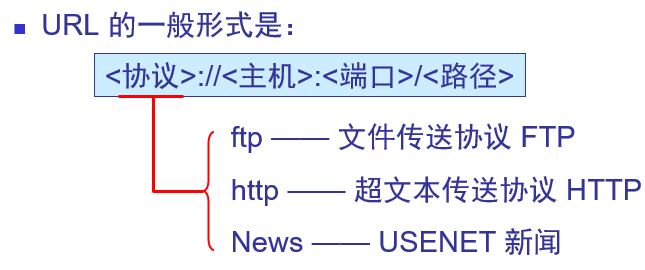 URL 的一般形式是：
<协议>://<主机>:<端口>/<路径>
ftp —— 文件传送协议 FTP
http —— 超文本传送协议 HTTP
News —— USENET 新闻